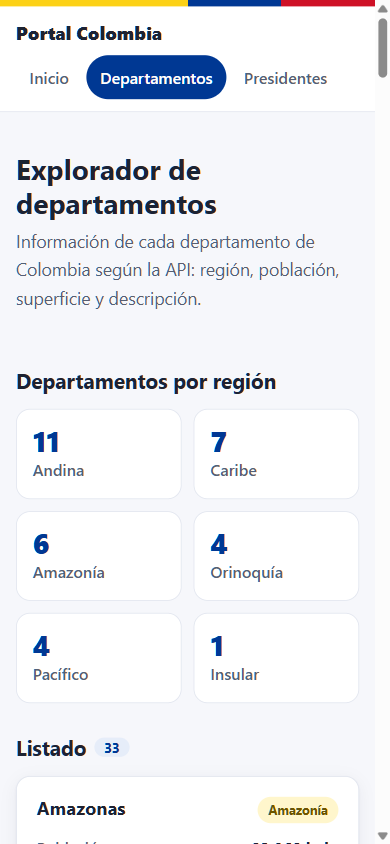 Portal Colombia
Inicio Departamentos Presidentes
Explorador de
departamentos
Información de cada departamento de
Colombia según la API: región, población,
superficie y descripción.
Departamentos por región
11 7
Andina Caribe
6 4
Amazonía Orinoquía
4 1
Pacífico Insular
Listado 33
Amazonas Amazonía